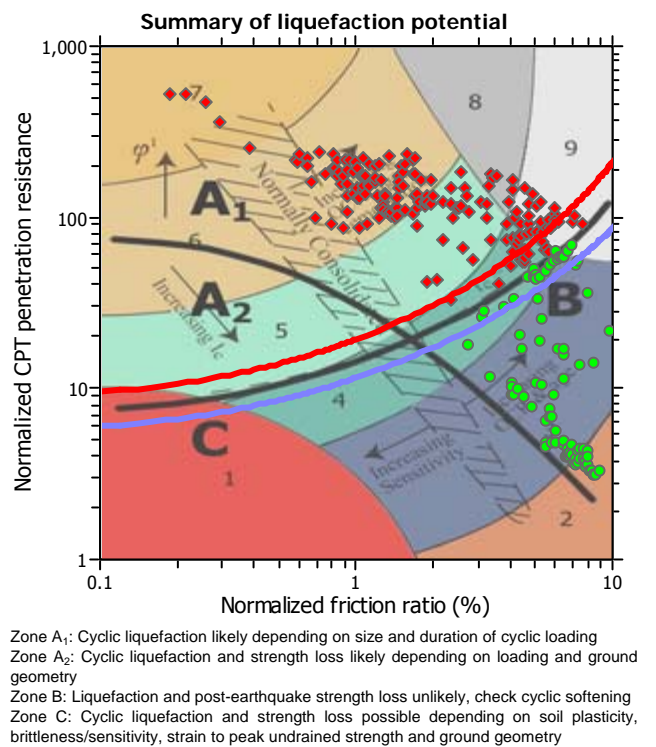 Summary of liquefaction potential
1,000
7
8
9
φ'
A1
Normally Consolidated
100
6
A2
Increasing Ic
5
B
Normalized CPT penetration resistance
10
4
C
Increasing
Sensitivity
1
2
1
0.1
1
10
Normalized friction ratio (%)
Zone A1: Cyclic liquefaction likely depending on size and duration of cyclic loading
Zone A2: Cyclic liquefaction and strength loss likely depending on loading and ground
geometry
Zone B: Liquefaction and post-earthquake strength loss unlikely, check cyclic softening
Zone C: Cyclic liquefaction and strength loss possible depending on soil plasticity,
brittleness/sensitivity, strain to peak undrained strength and ground geometry